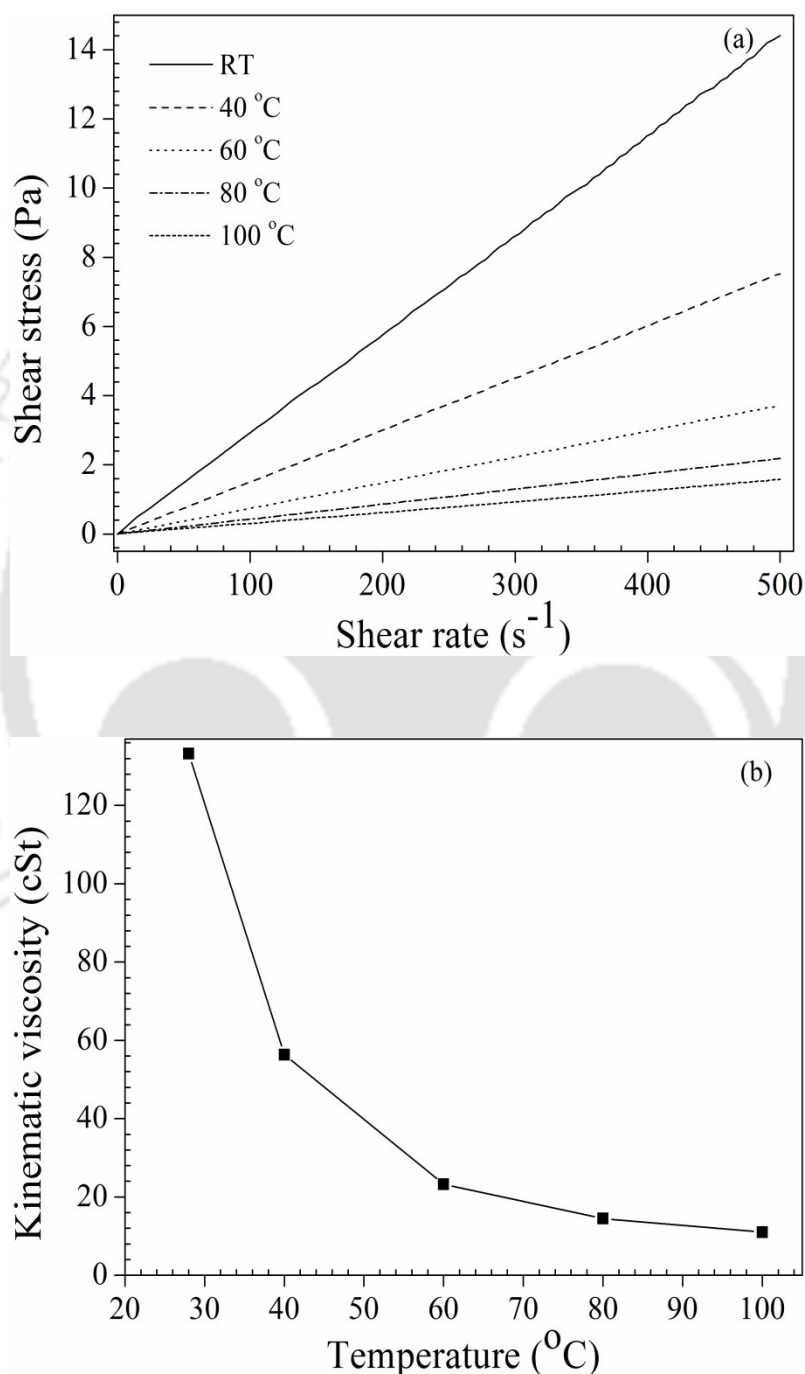 (a)
RT
40 °C
60 °C
80 °C
100 °C
14
12
10
8
6
4
2
0
Shear stress (Pa)
0 100 200 300 400 500
Shear rate (s-1)
(b)
120
100
80
60
40
20
0
Kinematic viscosity (cSt)
20 30 40 50 60 70 80 90 100
Temperature (°C)